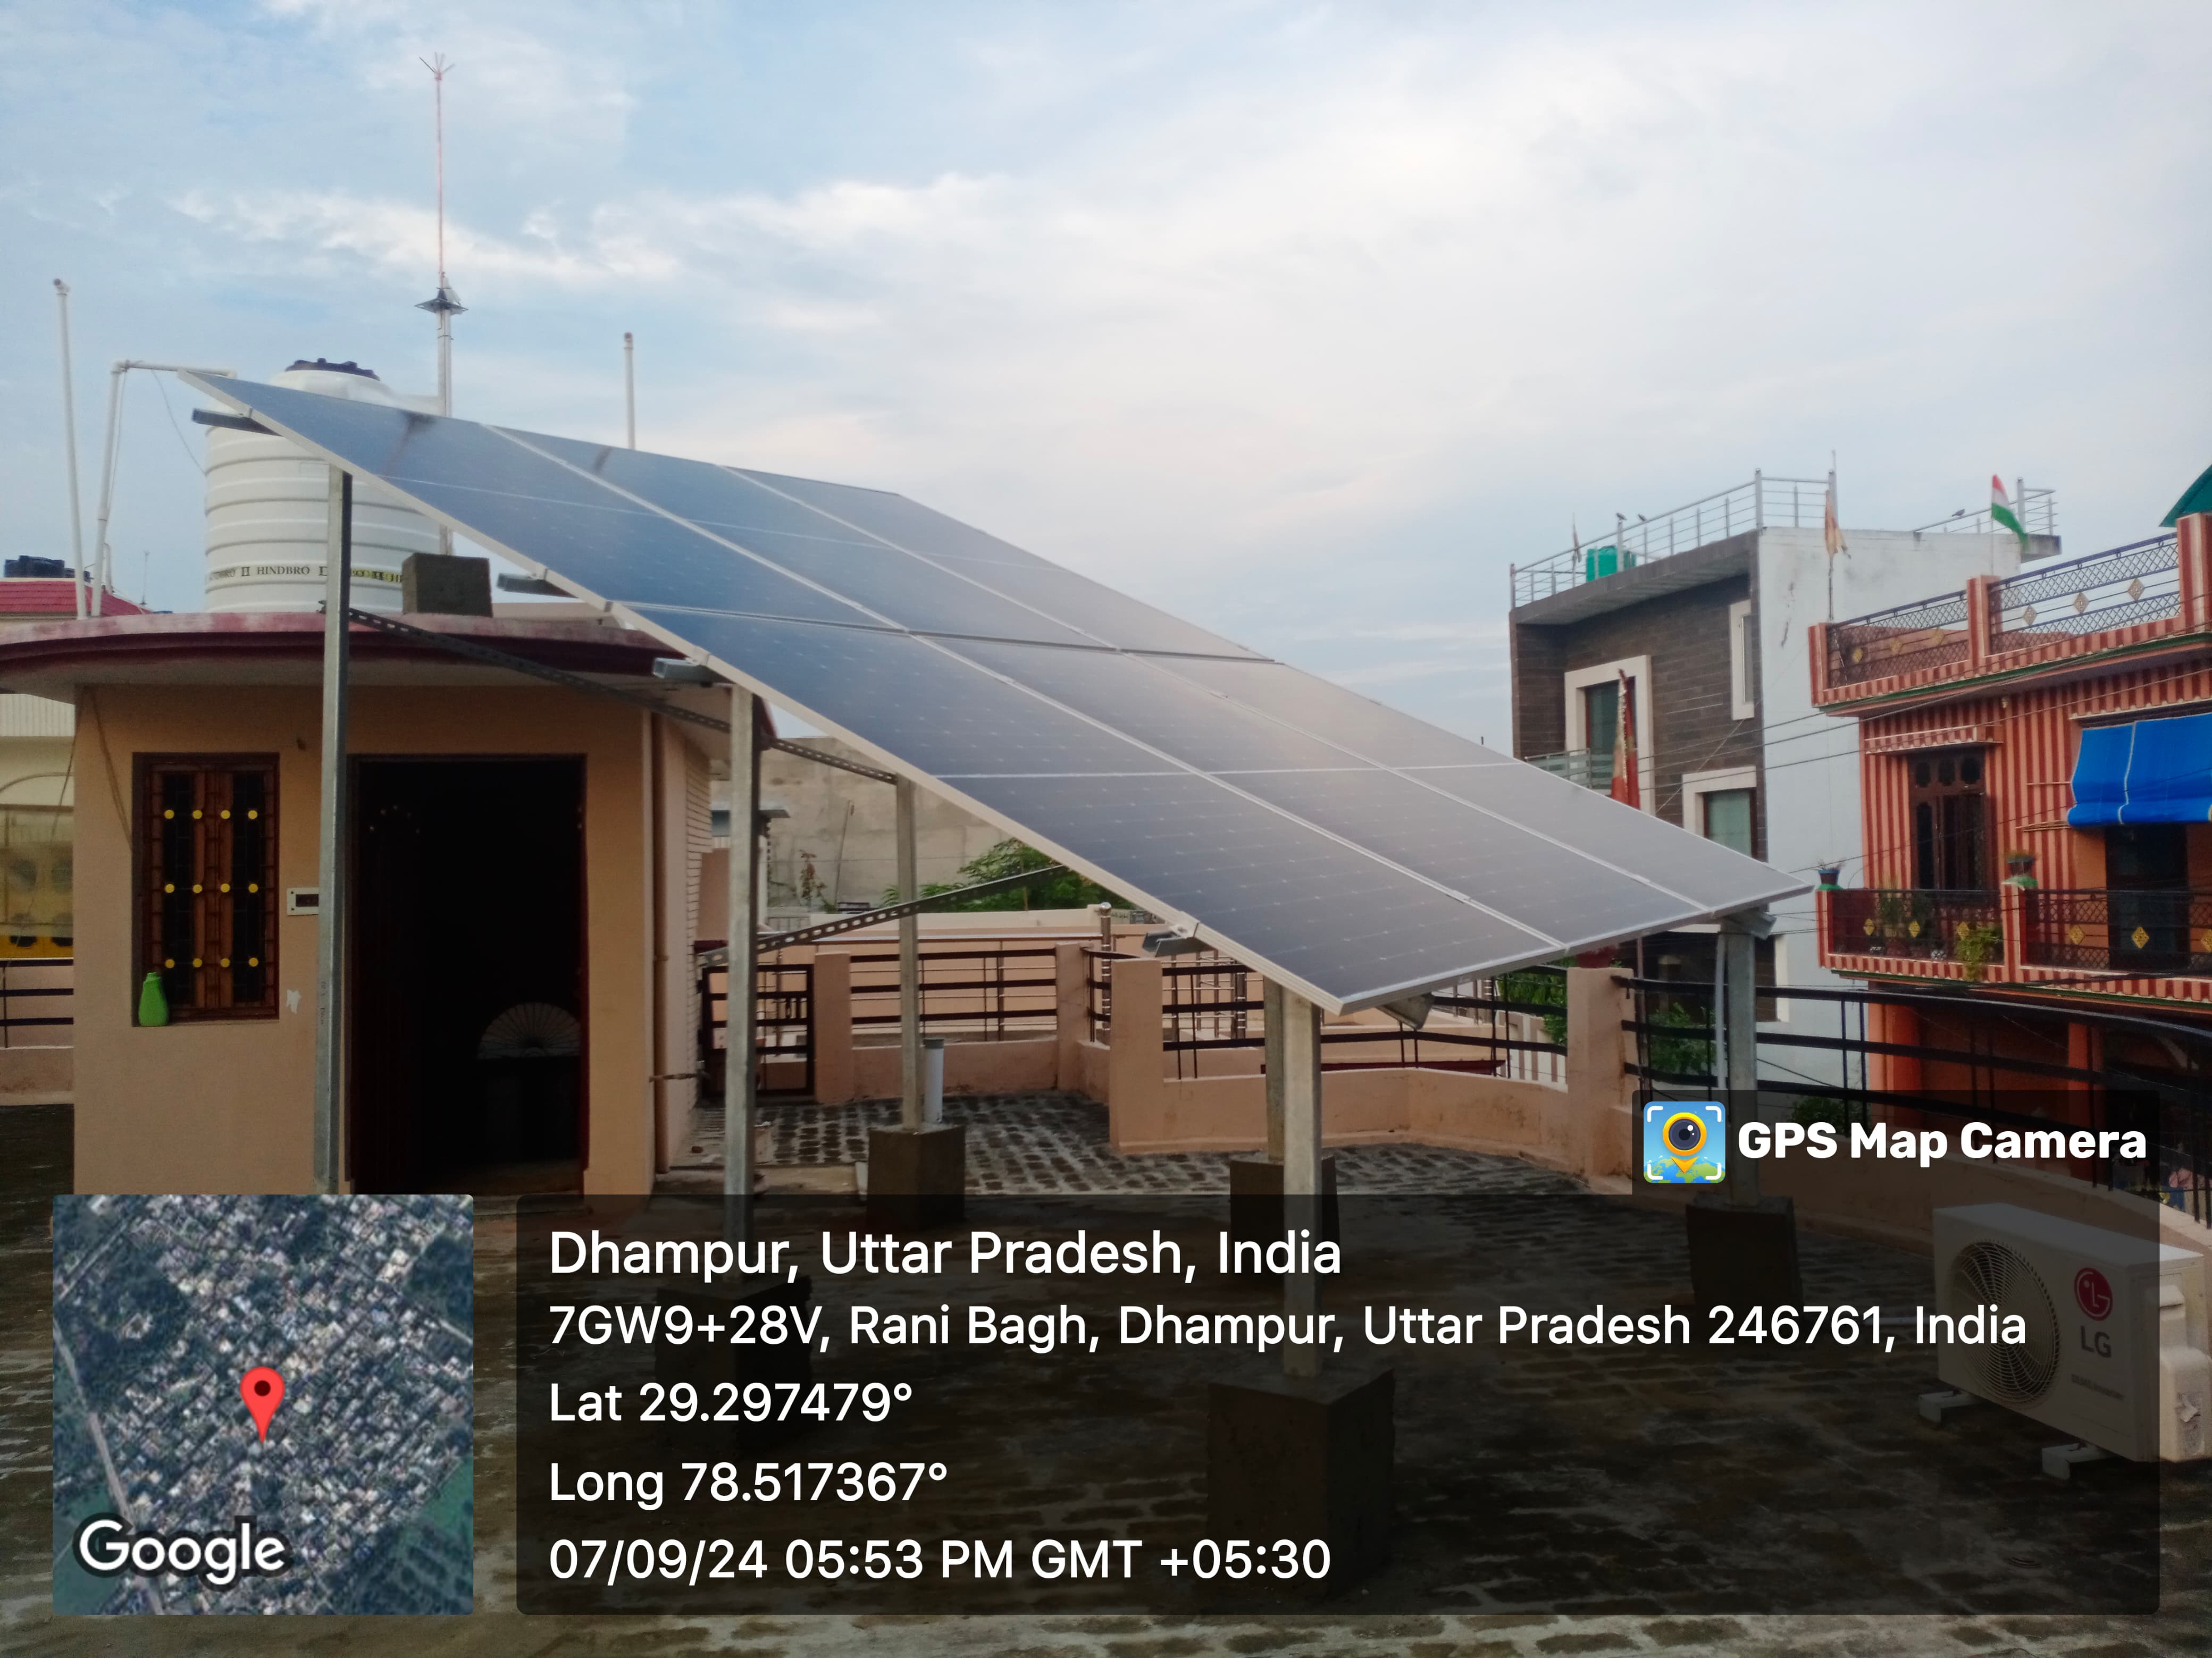 HINDBRO
GPS Map Camera
Dhampur, Uttar Pradesh, India
7GW9+28V, Rani Bagh, Dhampur, Uttar Pradesh 246761, India
Lat 29.297479°
Long 78.517367°
07/09/24 05:53 PM GMT +05:30
Google
LG